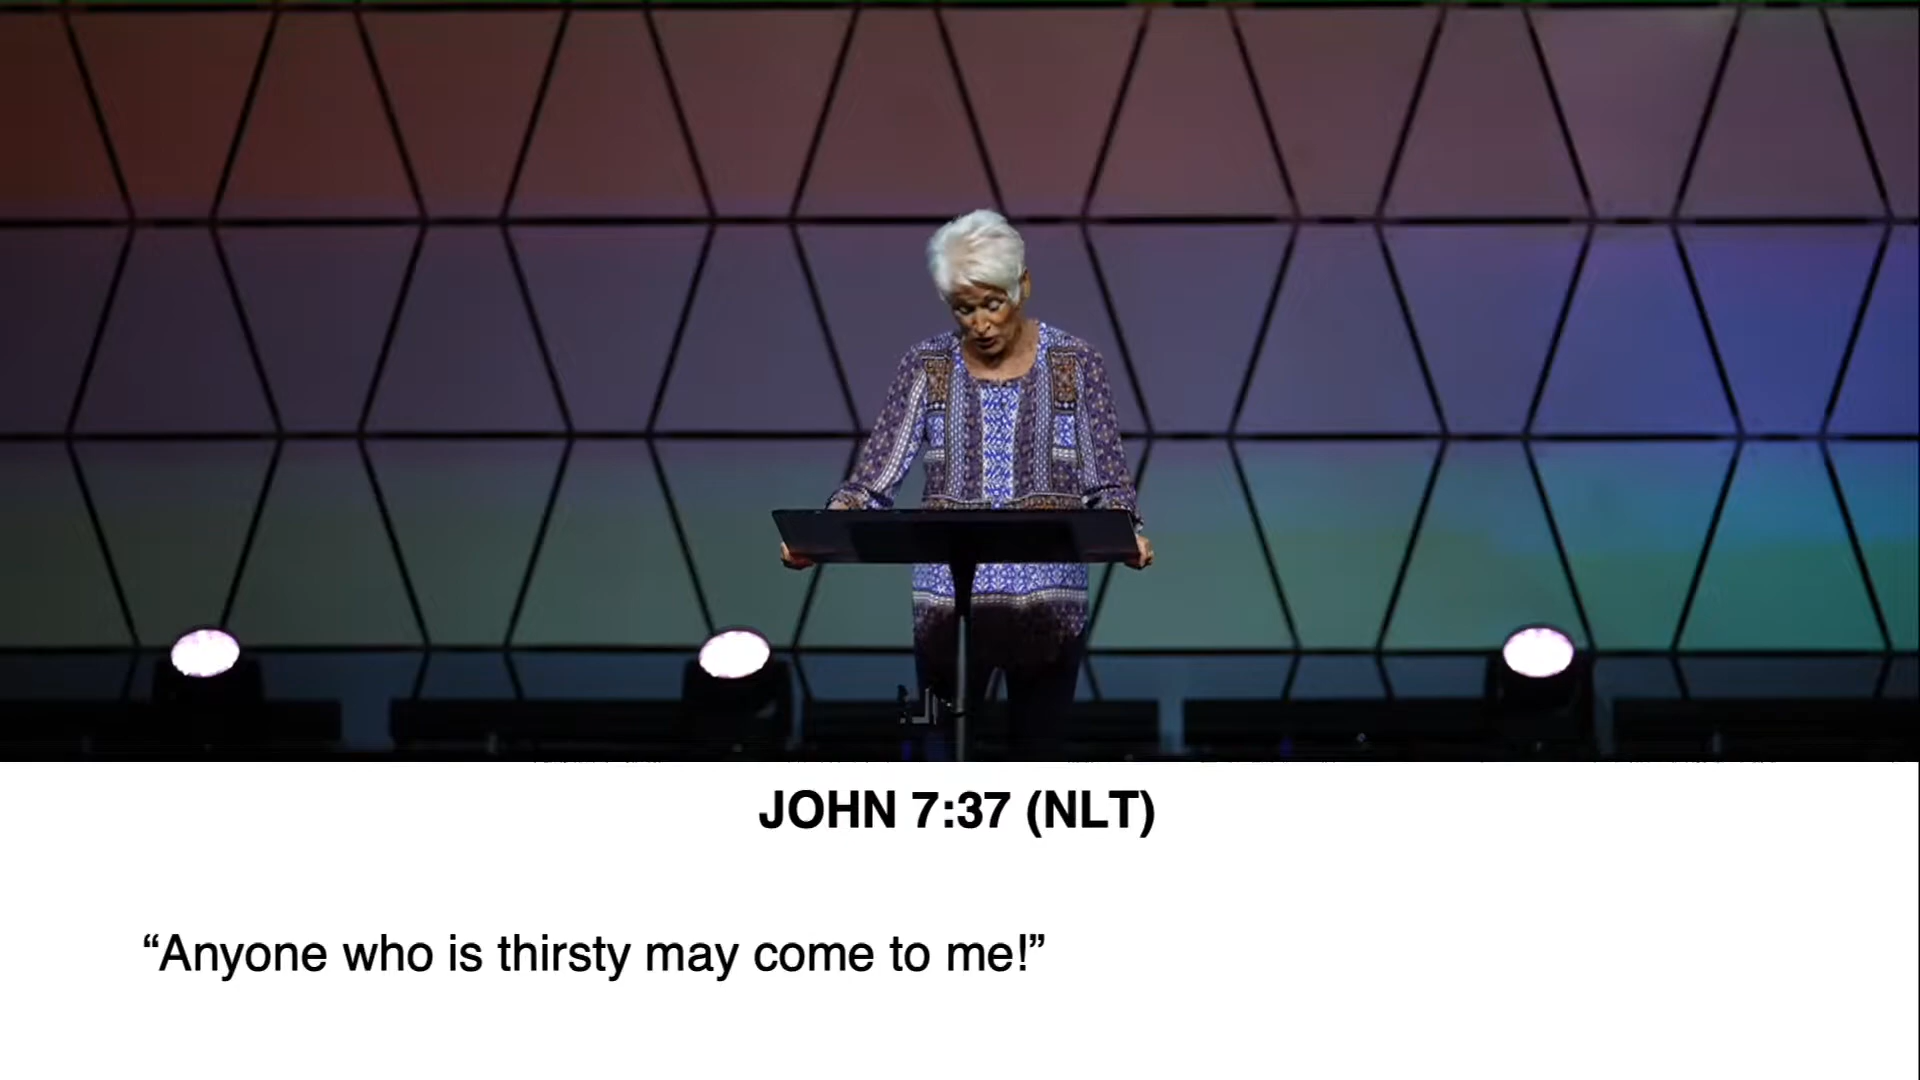 JOHN 7:37 (NLT)
“Anyone who is thirsty may come to me!”